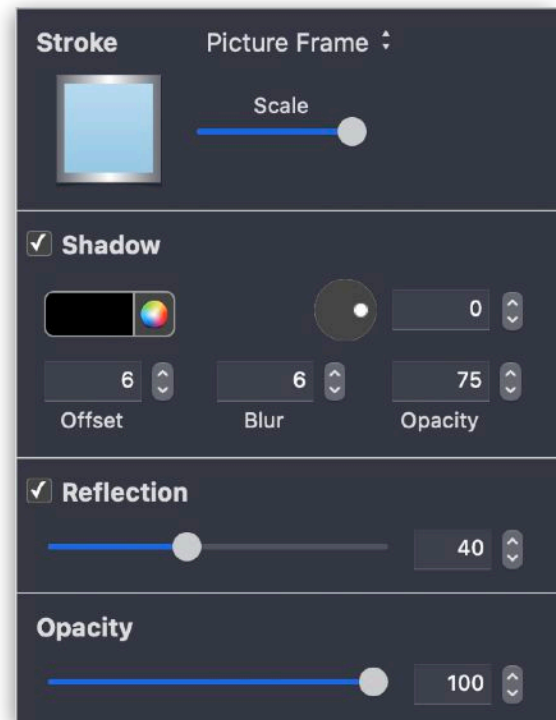 Stroke Picture Frame
Scale
Shadow
0
6 6 75
Offset Blur Opacity
Reflection
40
Opacity
100